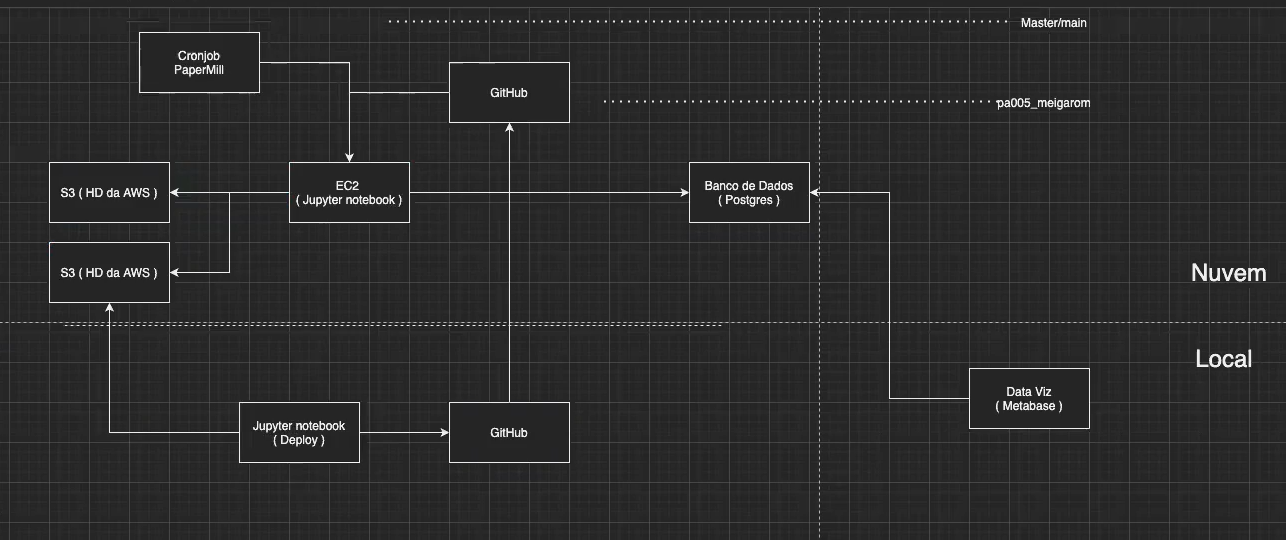 Master/main
Cronjob
PaperMill
GitHub
pa005_meigarom
S3 ( HD da AWS )
EC2
( Jupyter notebook )
Banco de Dados
( Postgres )
S3 ( HD da AWS )
Nuvem
Local
Data Viz
( Metabase )
Jupyter notebook
( Deploy )
GitHub